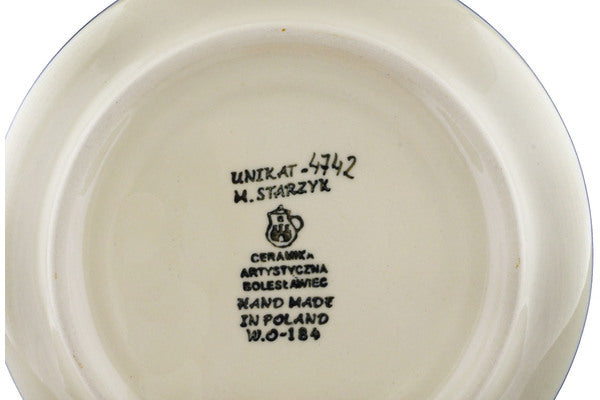 UNIKAT-4742
M. STARZYK
CERAMIKA
ARTYSTYCZNA
BOLESŁAWIEC
HAND MADE
IN POLAND
W.O-184